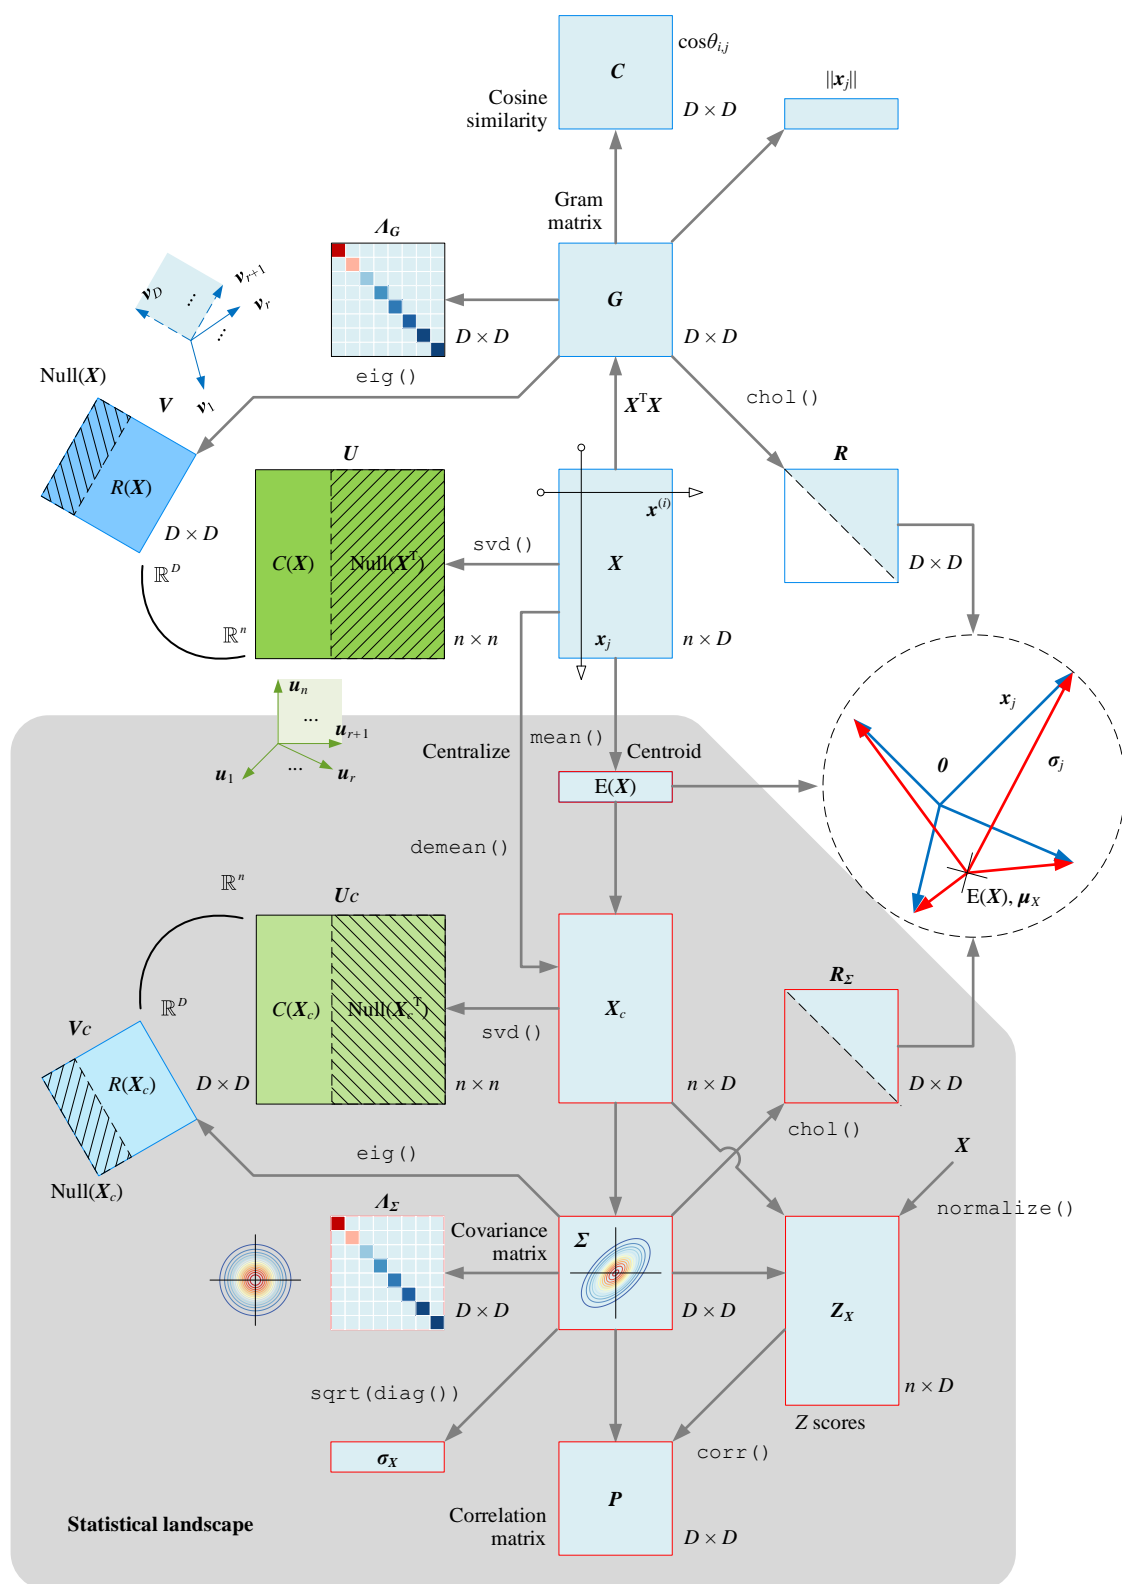 cosθi,j
C
||xj||
Cosine
similarity
D × D
Gram
matrix
ΛG
vr+1
vD
...
vr
...
G
D × D
D × D
eig()
Null(X)
V
v1
XTX
chol()
U
R
R(X)
x(i)
D × D
svd()
C(X)
Null(XT)
X
D × D
ℝD
ℝn
n × n
xj
n × D
un
...
ur+1
xj
mean()
Centralize
Centroid
u1
...
ur
0
σj
E(X)
demean()
ℝn
Uc
E(X), μX
RΣ
ℝD
Vc
C(Xc)
Null(XcT)
Xc
svd()
R(Xc)
D × D
n × n
n × D
D × D
chol()
eig()
X
Null(Xc)
ΛΣ
normalize()
Covariance
matrix
Σ
D × D
D × D
ZX
sqrt(diag())
n × D
Z scores
σX
corr()
P
Correlation
matrix
Statistical landscape
D × D